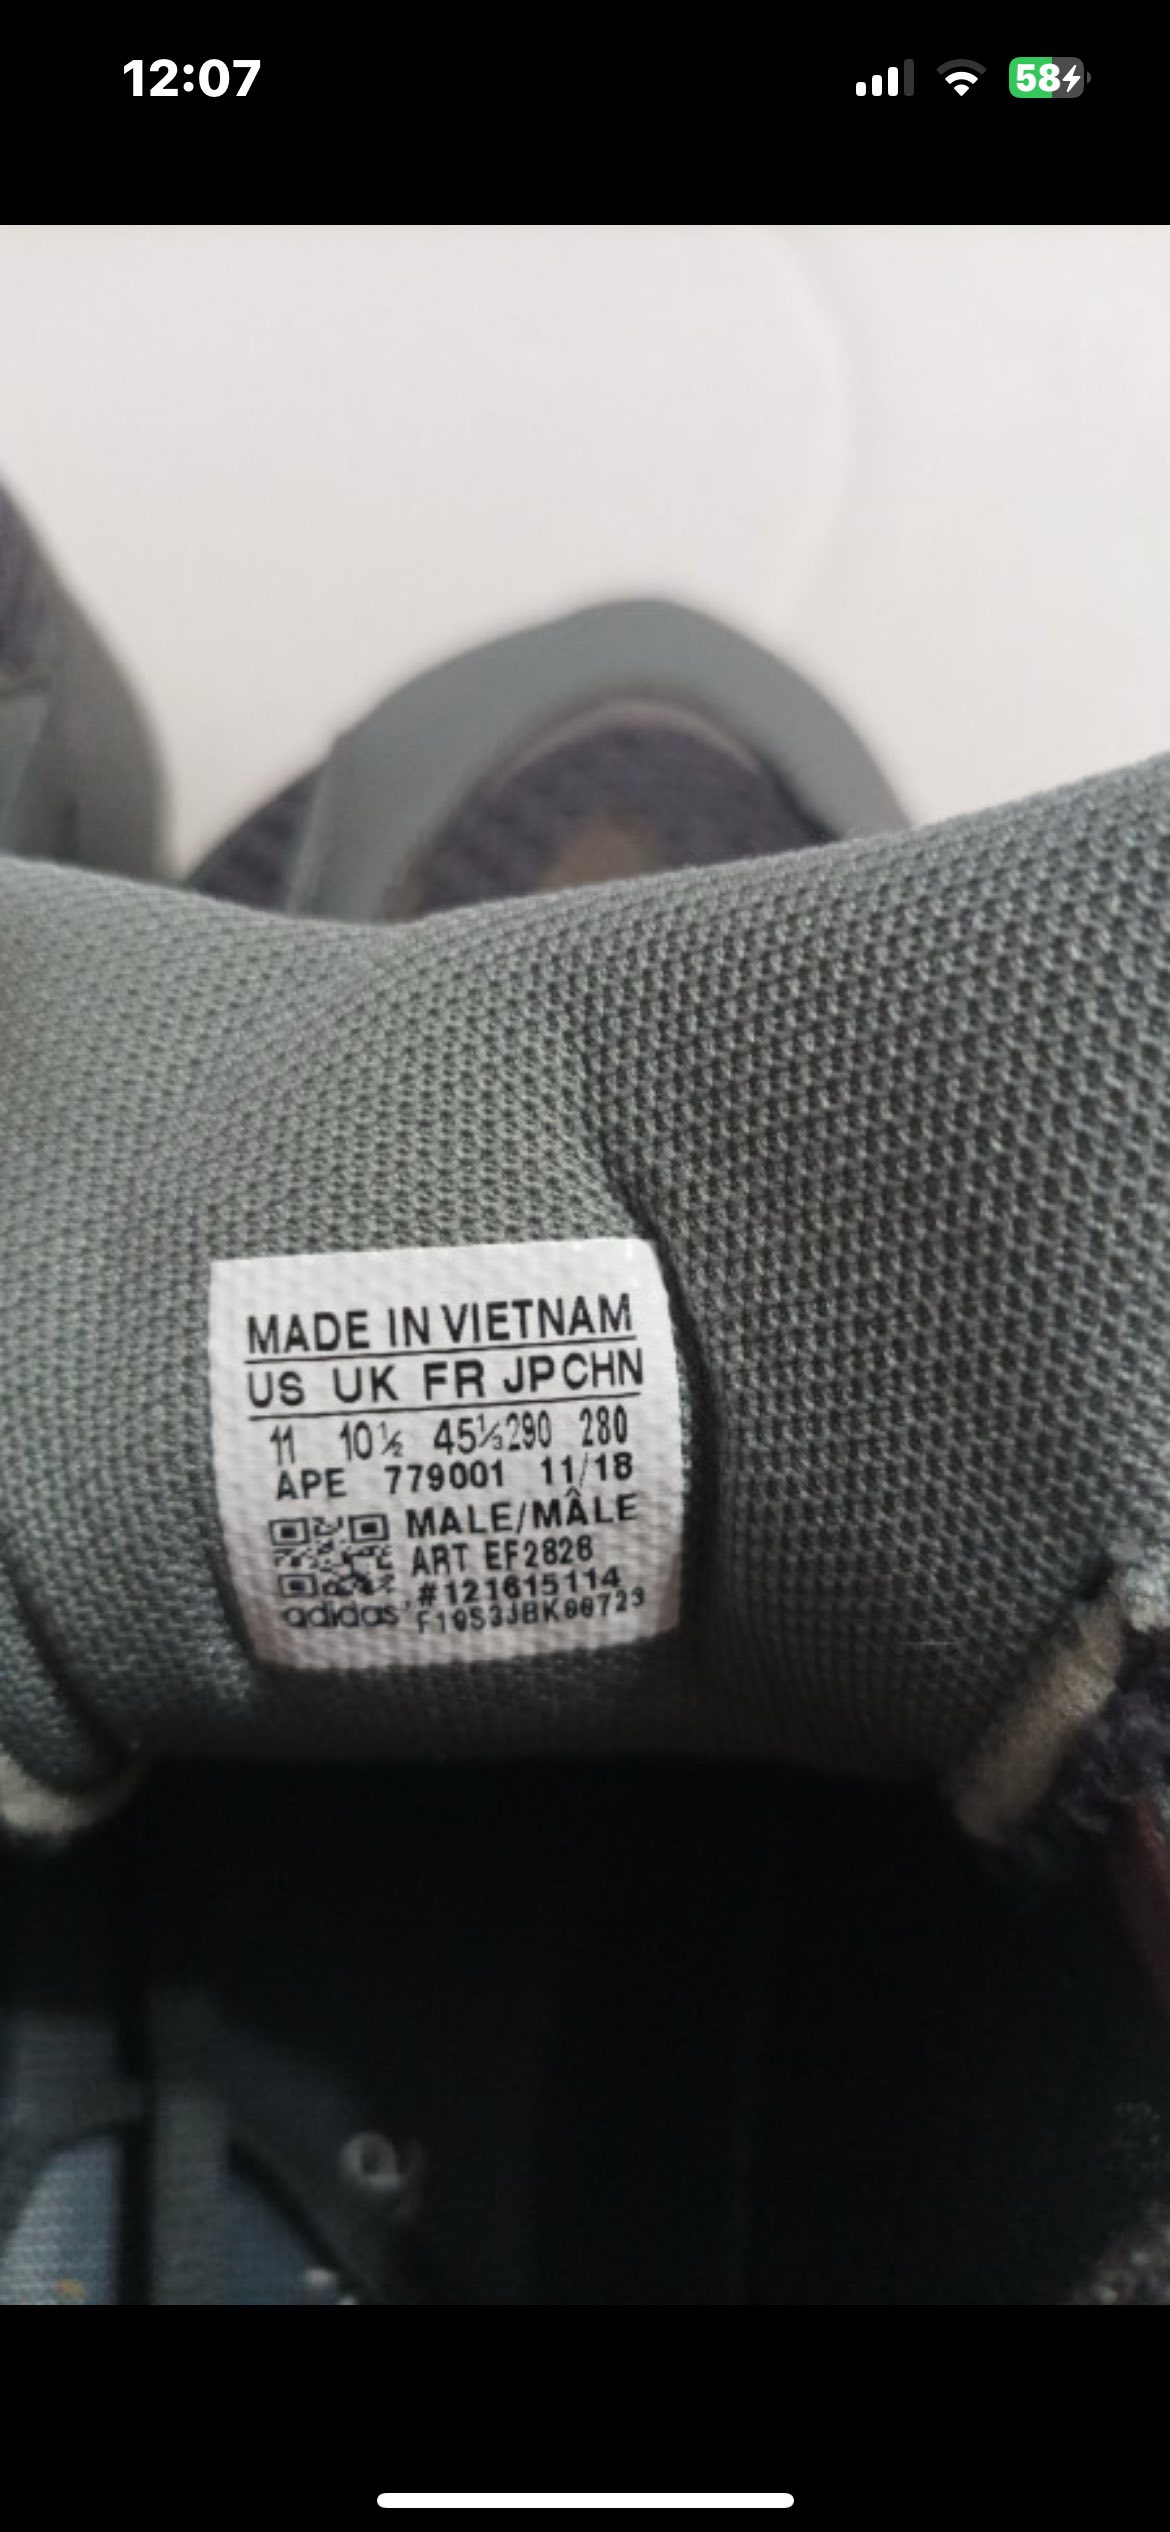 12:07
58
MADE IN VIETNAM
US UK FR JP CHN
11 10½ 45⅓ 290 280
APE 779001 11/18
MALE/MÂLE
ART EF2828
#121615114
adidas